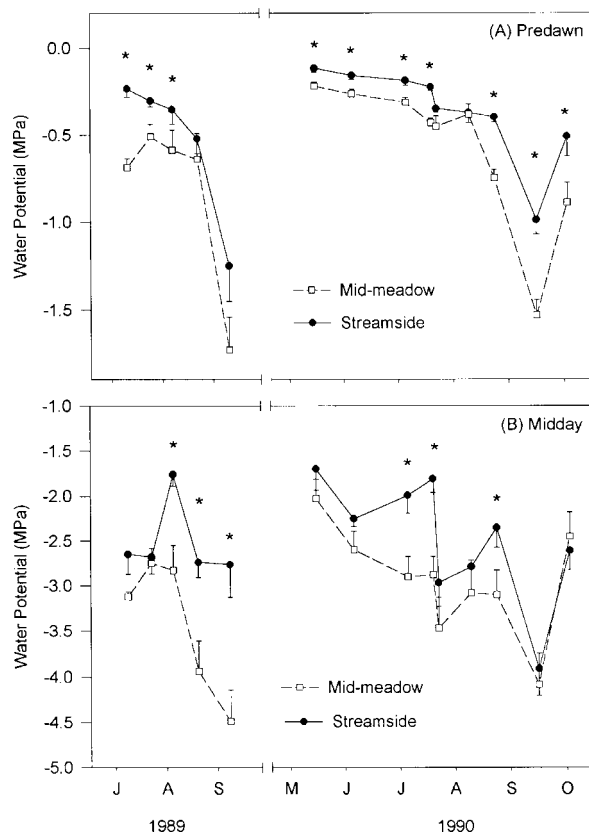 (A) Predawn
* * * * * * * * * *
0.0
-0.5
-1.0
-1.5
Water Potential (MPa)
Mid-meadow
Streamside
(B) Midday
* * * * * *
-1.0
-1.5
-2.0
-2.5
-3.0
-3.5
-4.0
-4.5
-5.0
Water Potential (MPa)
Mid-meadow
Streamside
J A S M J J A S O
1989 1990